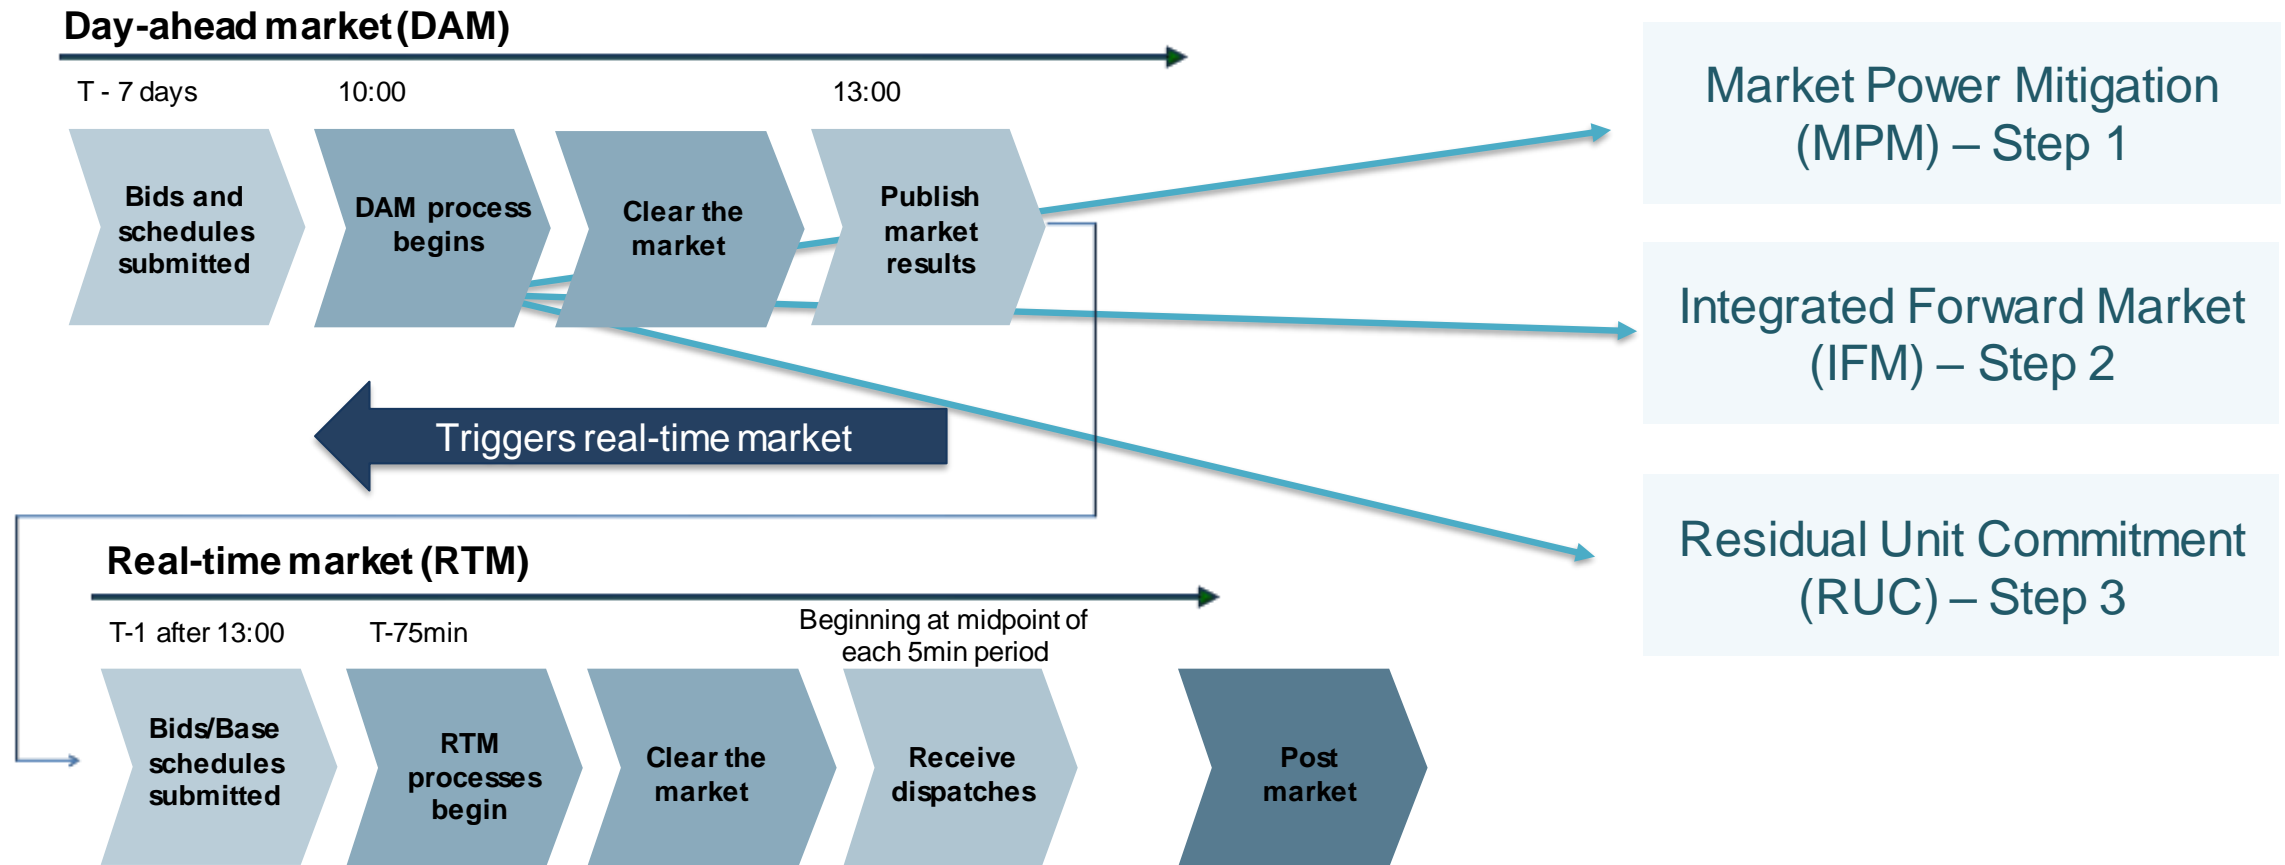 Day-ahead market (DAM)
T - 7 days
10:00
13:00
Bids and
schedules
submitted
DAM process
begins
Clear the
market
Publish
market
results
Market Power Mitigation
(MPM) – Step 1
Integrated Forward Market
(IFM) – Step 2
Residual Unit Commitment
(RUC) – Step 3
Triggers real-time market
Real-time market (RTM)
T-1 after 13:00
T-75min
Beginning at midpoint of
each 5min period
Bids/Base
schedules
submitted
RTM
processes
begin
Clear the
market
Receive
dispatches
Post
market